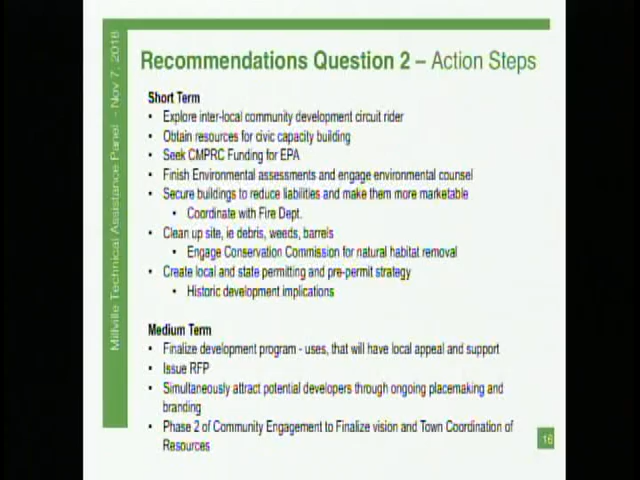 Millville Technical Assistance Panel - Nov 7, 2018
Recommendations Question 2 – Action Steps
Short Term
• Explore inter-local community development circuit rider
• Obtain resources for civic capacity building
• Seek CMPRC Funding for EPA
• Finish Environmental assessments and engage environmental counsel
• Secure buildings to reduce liabilities and make them more marketable
• Coordinate with Fire Dept.
• Clean up site, ie debris, weeds, barrels
• Engage Conservation Commission for natural habitat removal
• Create local and state permitting and pre-permit strategy
• Historic development implications
Medium Term
• Finalize development program - uses, that will have local appeal and support
• Issue RFP
• Simultaneously attract potential developers through ongoing placemaking and
branding
• Phase 2 of Community Engagement to Finalize vision and Town Coordination of
Resources
16